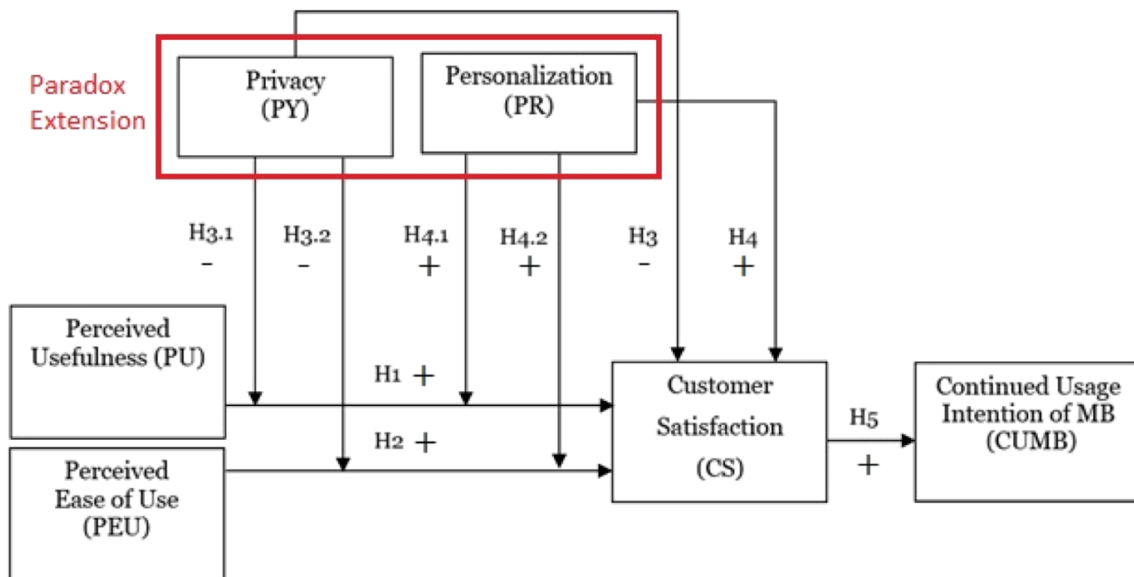 Paradox
Extension
Privacy
(PY)
Personalization
(PR)
H3.1
-
H3.2
-
H4.1
+
H4.2
+
H3
-
H4
+
Perceived
Usefulness (PU)
H1 +
H2 +
Perceived
Ease of Use
(PEU)
Customer
Satisfaction
(CS)
H5
+
Continued Usage
Intention of MB
(CUMB)